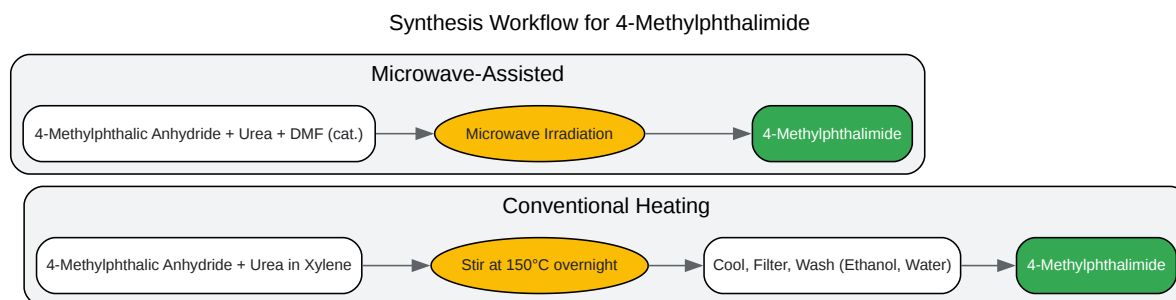 Synthesis Workflow for 4-Methylphthalimide
Microwave-Assisted
4-Methylphthalic Anhydride + Urea + DMF (cat.)
Microwave Irradiation
4-Methylphthalimide
Conventional Heating
4-Methylphthalic Anhydride + Urea in Xylene
Stir at 150°C overnight
Cool, Filter, Wash (Ethanol, Water)
4-Methylphthalimide